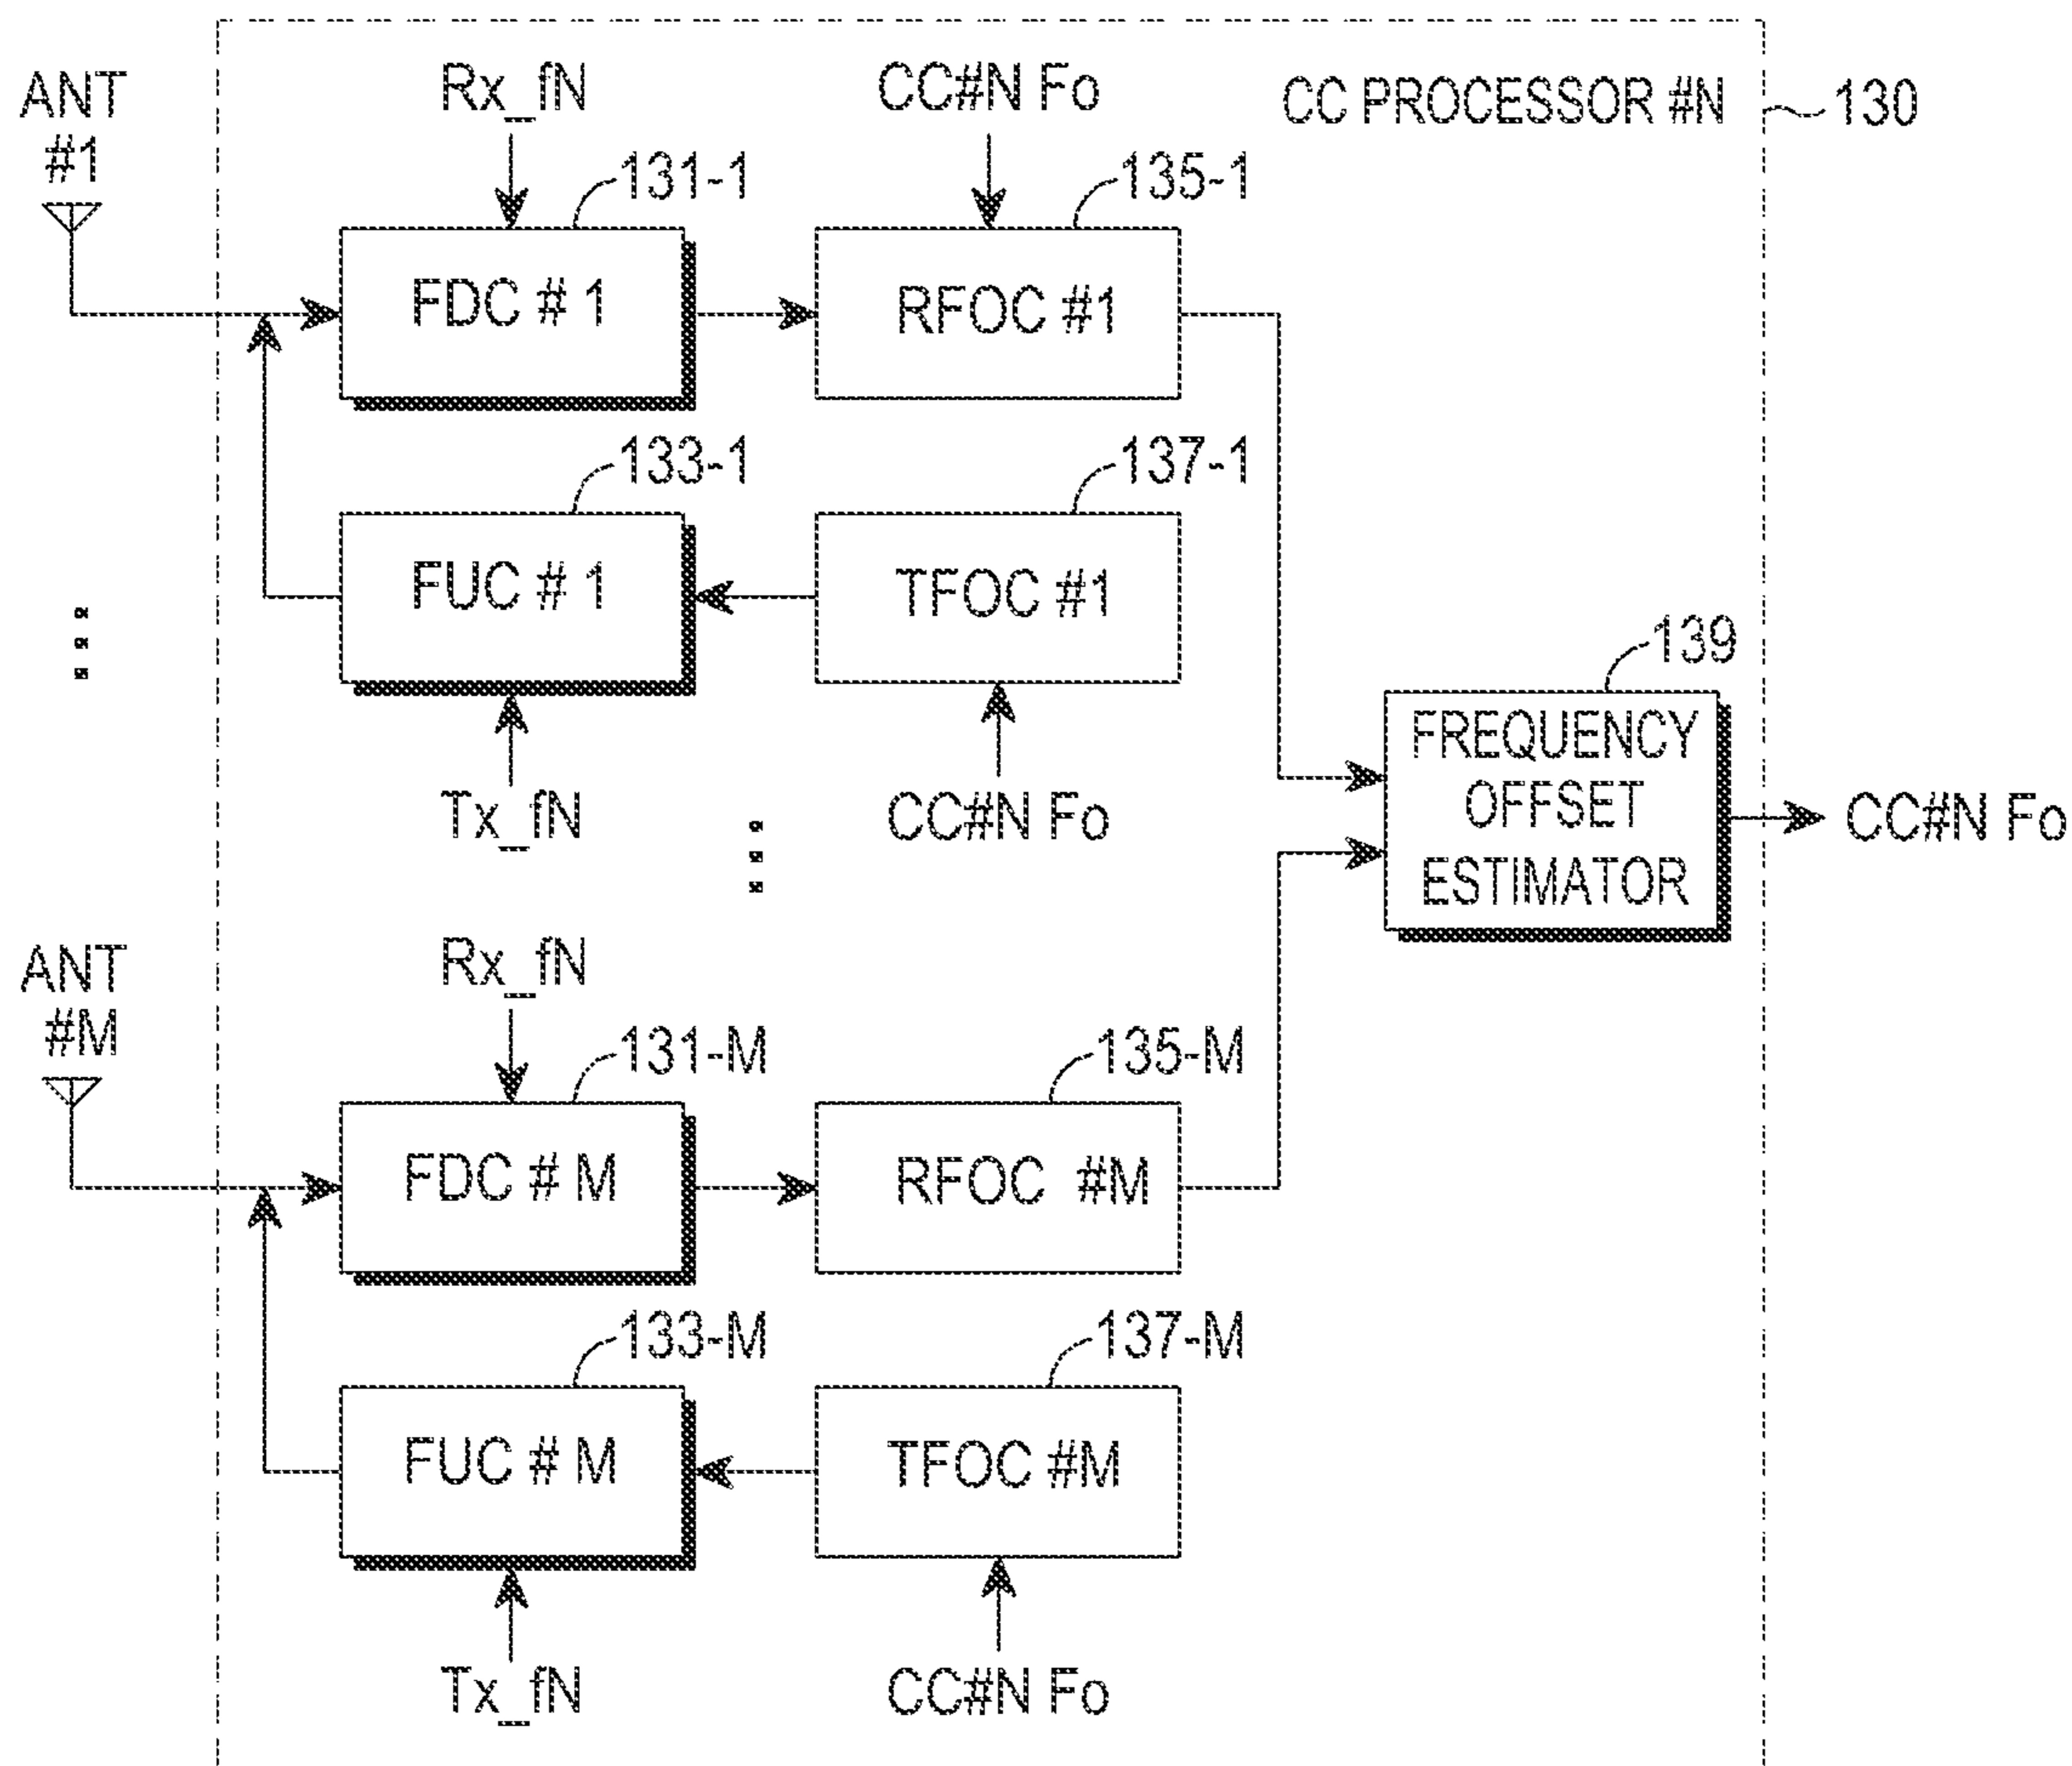 ANT
#1
Rx_fN
CC#N Fo
CC PROCESSOR #N
130
131-1
135-1
FDC # 1
RFOC #1
133-1
137-1
FUC # 1
TFOC #1
139
FREQUENCY
OFFSET
ESTIMATOR
CC#N Fo
Tx_fN
CC#N Fo
ANT
#M
Rx_fN
131-M
135-M
FDC # M
RFOC #M
133-M
137-M
FUC # M
TFOC #M
Tx_fN
CC#N Fo